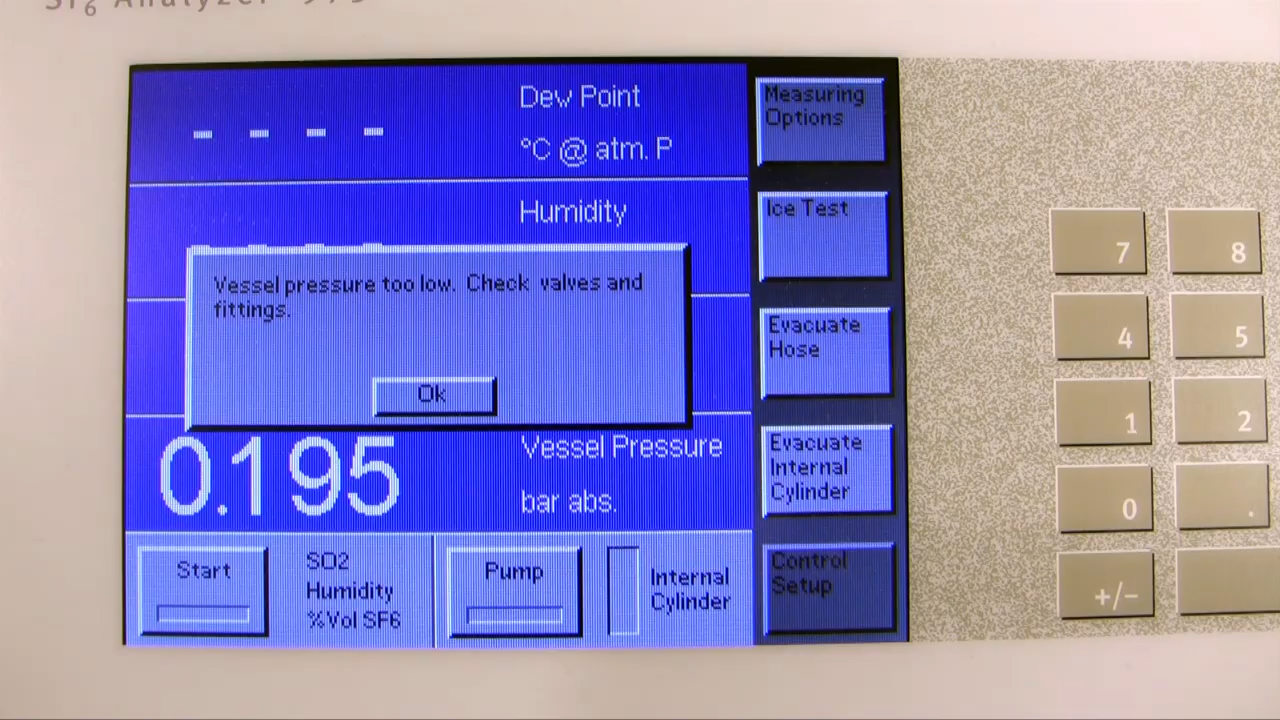 SF6 Analyzer 973
- - - -
Dew Point
°C @ atm. P
Humidity
Vessel pressure too low. Check valves and
fittings.
Ok
0.195
Vessel Pressure
bar abs.
Start
SO2
Humidity
%Vol SF6
Pump
Internal
Cylinder
Measuring
Options
Ice Test
Evacuate
Hose
Evacuate
Internal
Cylinder
Control
Setup
7 8
4 5
1 2
0 .
+/-